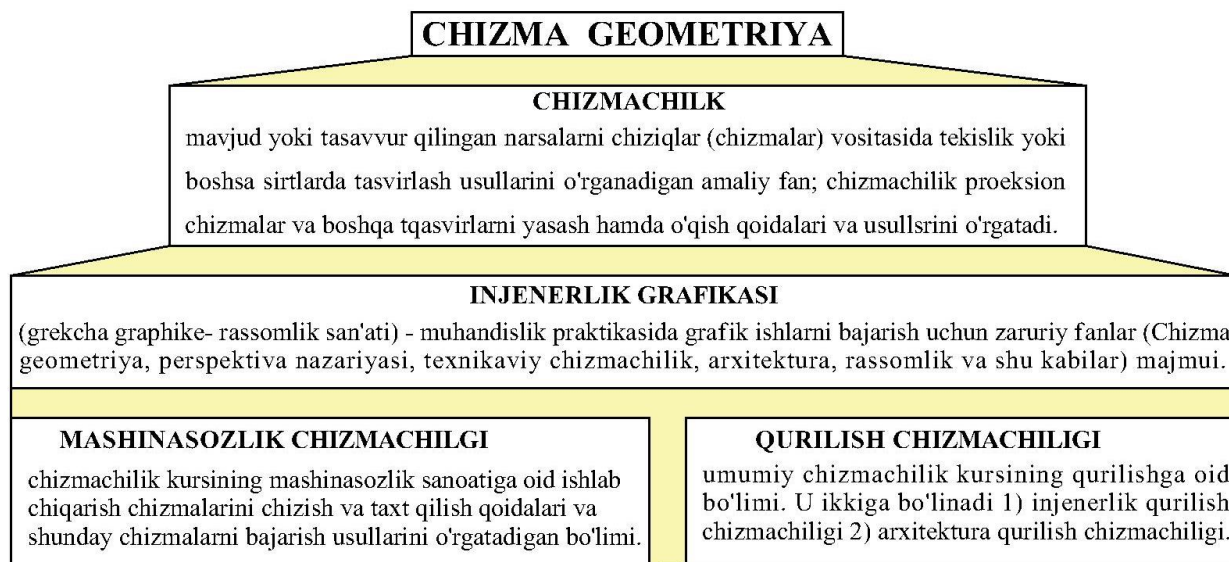 CHIZMA GEOMETRIYA
CHIZMACHILK
mavjud yoki tasavvur qilingan narsalarni chiziqlar (chizmalar) vositasida tekislik yoki
boshsa sirtlarda tasvirlash usullarini o'rganadigan amaliy fan; chizmachilik proeksion
chizmalar va boshqa tqasvirlarni yasash hamda o'qish qoidalari va usullsrini o'rgatadi.
INJENERLIK GRAFIKASI
(grekcha graphike- rassomlik san'ati) - muhandislik praktikasida grafik ishlarni bajarish uchun zaruriy fanlar (Chizma
geometriya, perspektiva nazariyasi, texnikaviy chizmachilik, arxitektura, rassomlik va shu kabilar) majmui.
MASHINASOZLIK CHIZMACHILGI
chizmachilik kursining mashinasozlik sanoatiga oid ishlab
chiqarish chizmalarini chizish va taxt qilish qoidalari va
shunday chizmalarni bajarish usullarini o'rgatadigan bo'limi.
QURILISH CHIZMACHILIGI
umumiy chizmachilik kursining qurilishga oid
bo'limi. U ikkiga bo'linadi 1) injenerlik qurilish
chizmachiligi 2) arxitektura qurilish chizmachiligi.